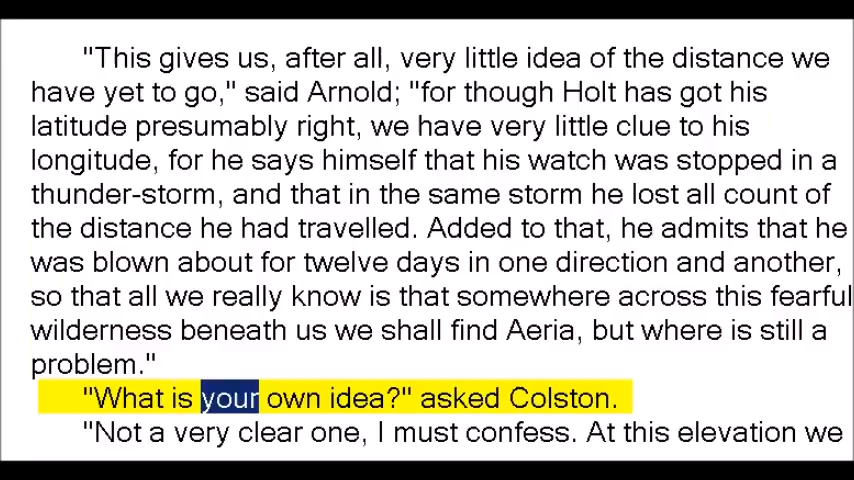 "This gives us, after all, very little idea of the distance we
have yet to go," said Arnold; "for though Holt has got his
latitude presumably right, we have very little clue to his
longitude, for he says himself that his watch was stopped in a
thunder-storm, and that in the same storm he lost all count of
the distance he had travelled. Added to that, he admits that he
was blown about for twelve days in one direction and another,
so that all we really know is that somewhere across this fearful
wilderness beneath us we shall find Aeria, but where is still a
problem."
"What is your own idea?" asked Colston.
"Not a very clear one, I must confess. At this elevation we